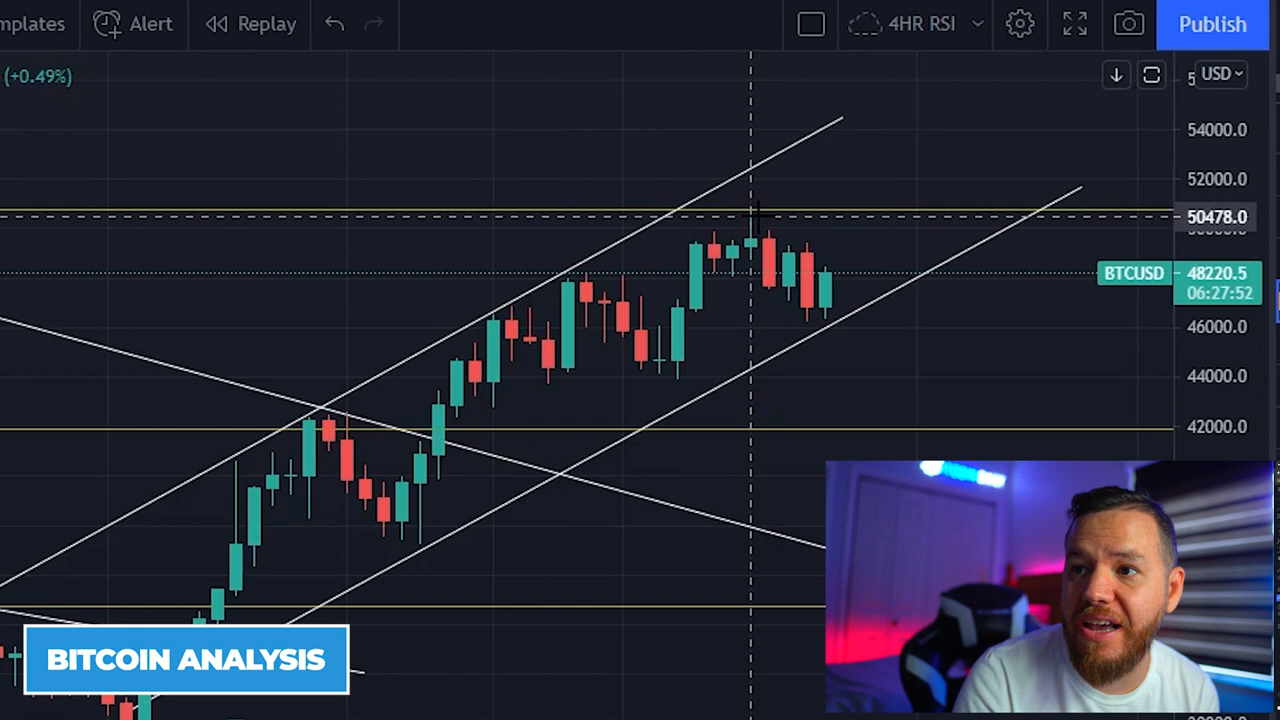 mplates
Alert
Replay
4HR RSI
Publish
(+0.49%)
USD
54000.0
52000.0
50478.0
BTCUSD
48220.5
06:27:52
46000.0
44000.0
42000.0
BITCOIN ANALYSIS